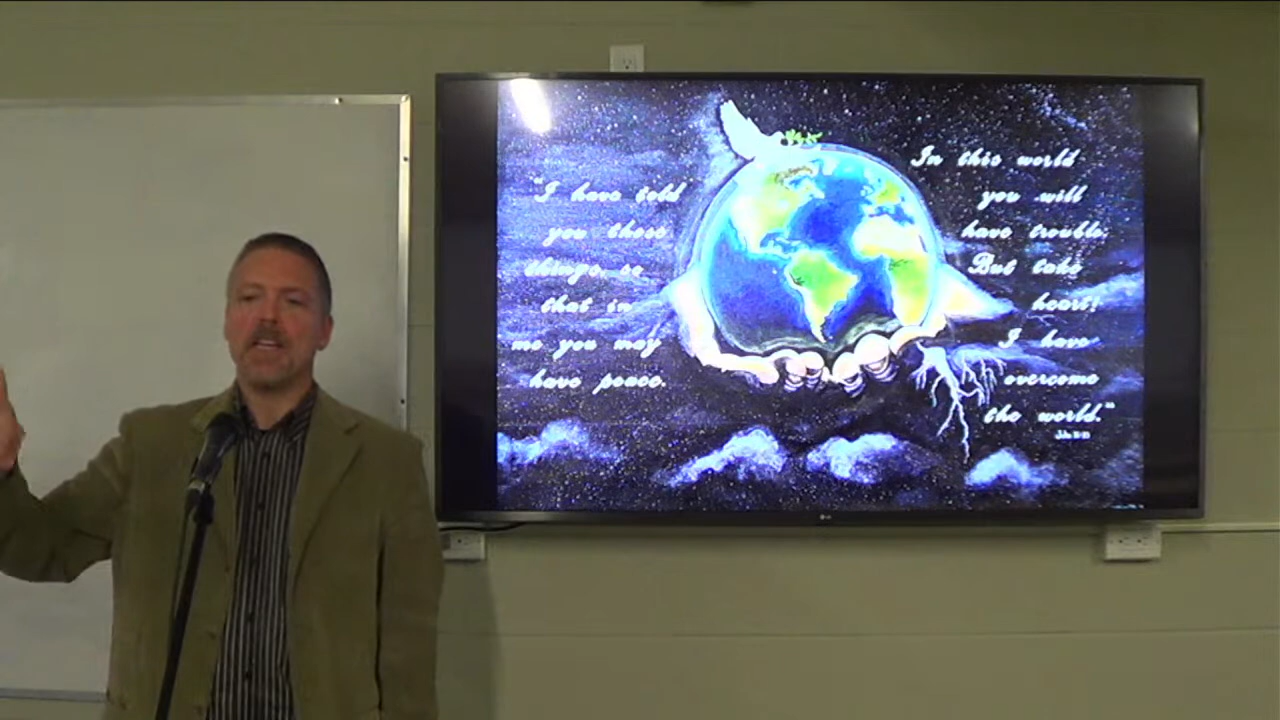 "I have told
you these
things, so
that in
me you may
have peace.
In this world
you will
have trouble.
But take
heart!
I have
overcome
the world."
LG